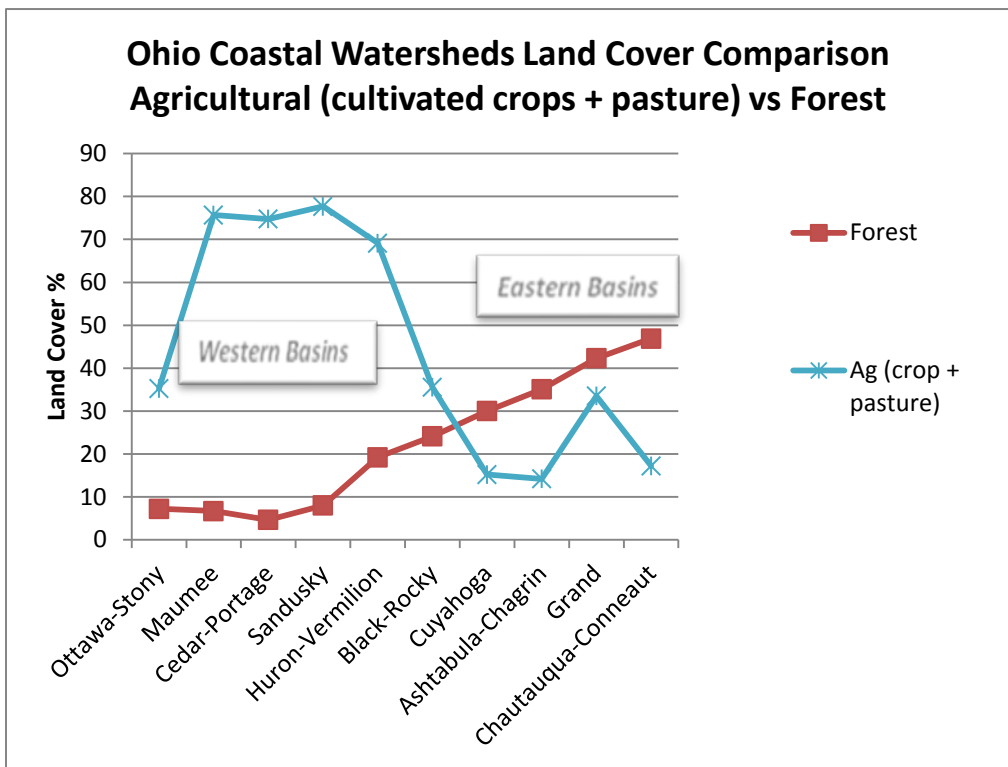 Ohio Coastal Watersheds Land Cover Comparison
Agricultural (cultivated crops + pasture) vs Forest
90
80
70
60
50
40
30
20
10
0
Land Cover %
Western Basins
Eastern Basins
Forest
Ag (crop +
pasture)
Ottawa-Stony
Maumee
Cedar-Portage
Sandusky
Huron-Vermilion
Black-Rocky
Cuyahoga
Ashtabula-Chagrin
Grand
Chautauqua-Conneaut